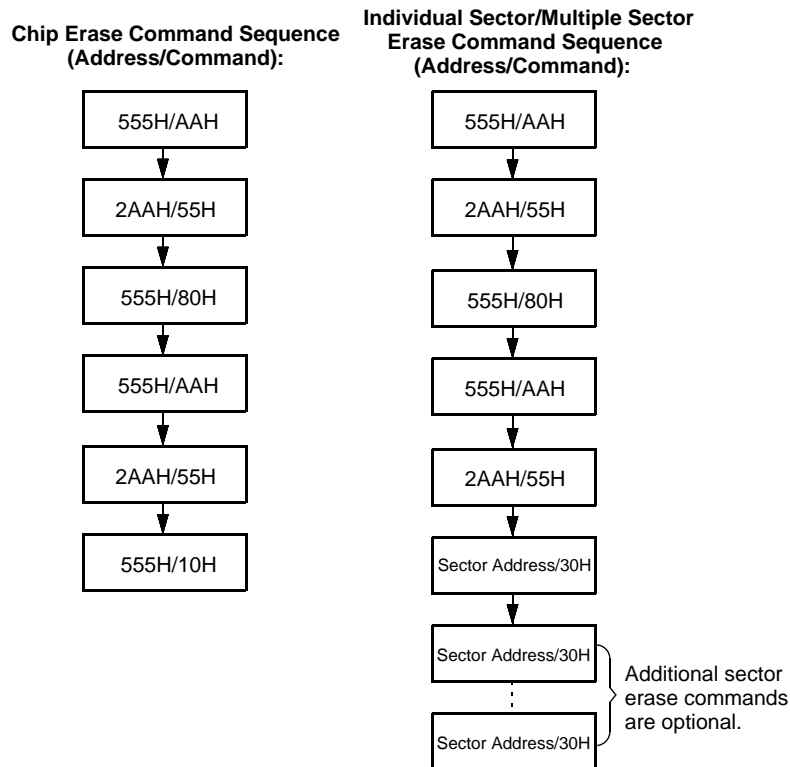 Chip Erase Command Sequence
(Address/Command):
555H/AAH
2AAH/55H
555H/80H
555H/AAH
2AAH/55H
555H/10H
Individual Sector/Multiple Sector
Erase Command Sequence
(Address/Command):
555H/AAH
2AAH/55H
555H/80H
555H/AAH
2AAH/55H
Sector Address/30H
Sector Address/30H
Sector Address/30H
Additional sector
erase commands
are optional.